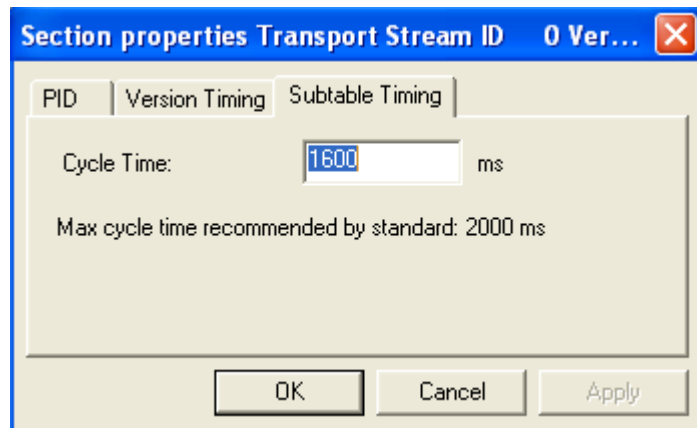 Section properties Transport Stream ID 0 Ver...
PID Version Timing Subtable Timing
Cycle Time: 1600 ms
Max cycle time recommended by standard: 2000 ms
OK Cancel Apply